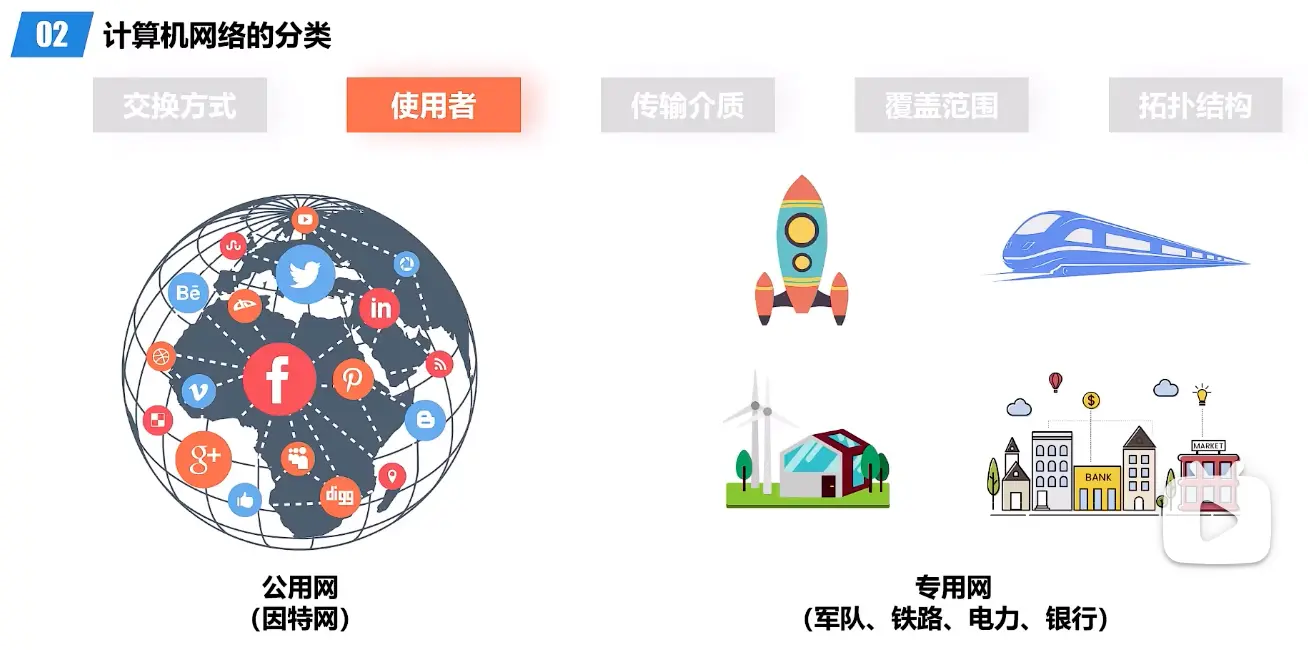 02 计算机网络的分类
交换方式 使用者 传输介质 覆盖范围 拓扑结构
Bē
in
f
g+
digg
$
MARKET
BANK
公用网
（因特网）
专用网
（军队、铁路、电力、银行）